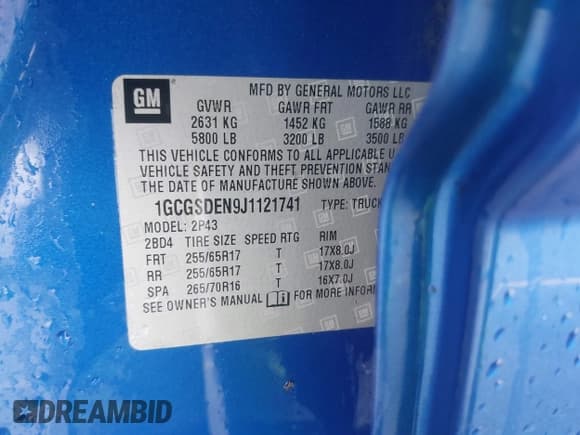 GM
MFD BY GENERAL MOTORS LLC
GVWR GAWR FRT GAWR RR
2631 KG 1452 KG 1588 KG
5800 LB 3200 LB 3500 LB
THIS VEHICLE CONFORMS TO ALL APPLICABLE U
VEHICLE SAFETY AND THEFT PREVENTION
THE DATE OF MANUFACTURE SHOWN ABOVE.
1GCGSDEN9J1121741 TYPE: TRUCK
MODEL: 2P43
2BD4 TIRE SIZE SPEED RTG RIM
FRT 255/65R17 T 17X8.0J
RR 255/65R17 T 17X8.0J
SPA 265/70R16 T 16X7.0J
SEE OWNER'S MANUAL FOR MORE INFOR
DREAMBID